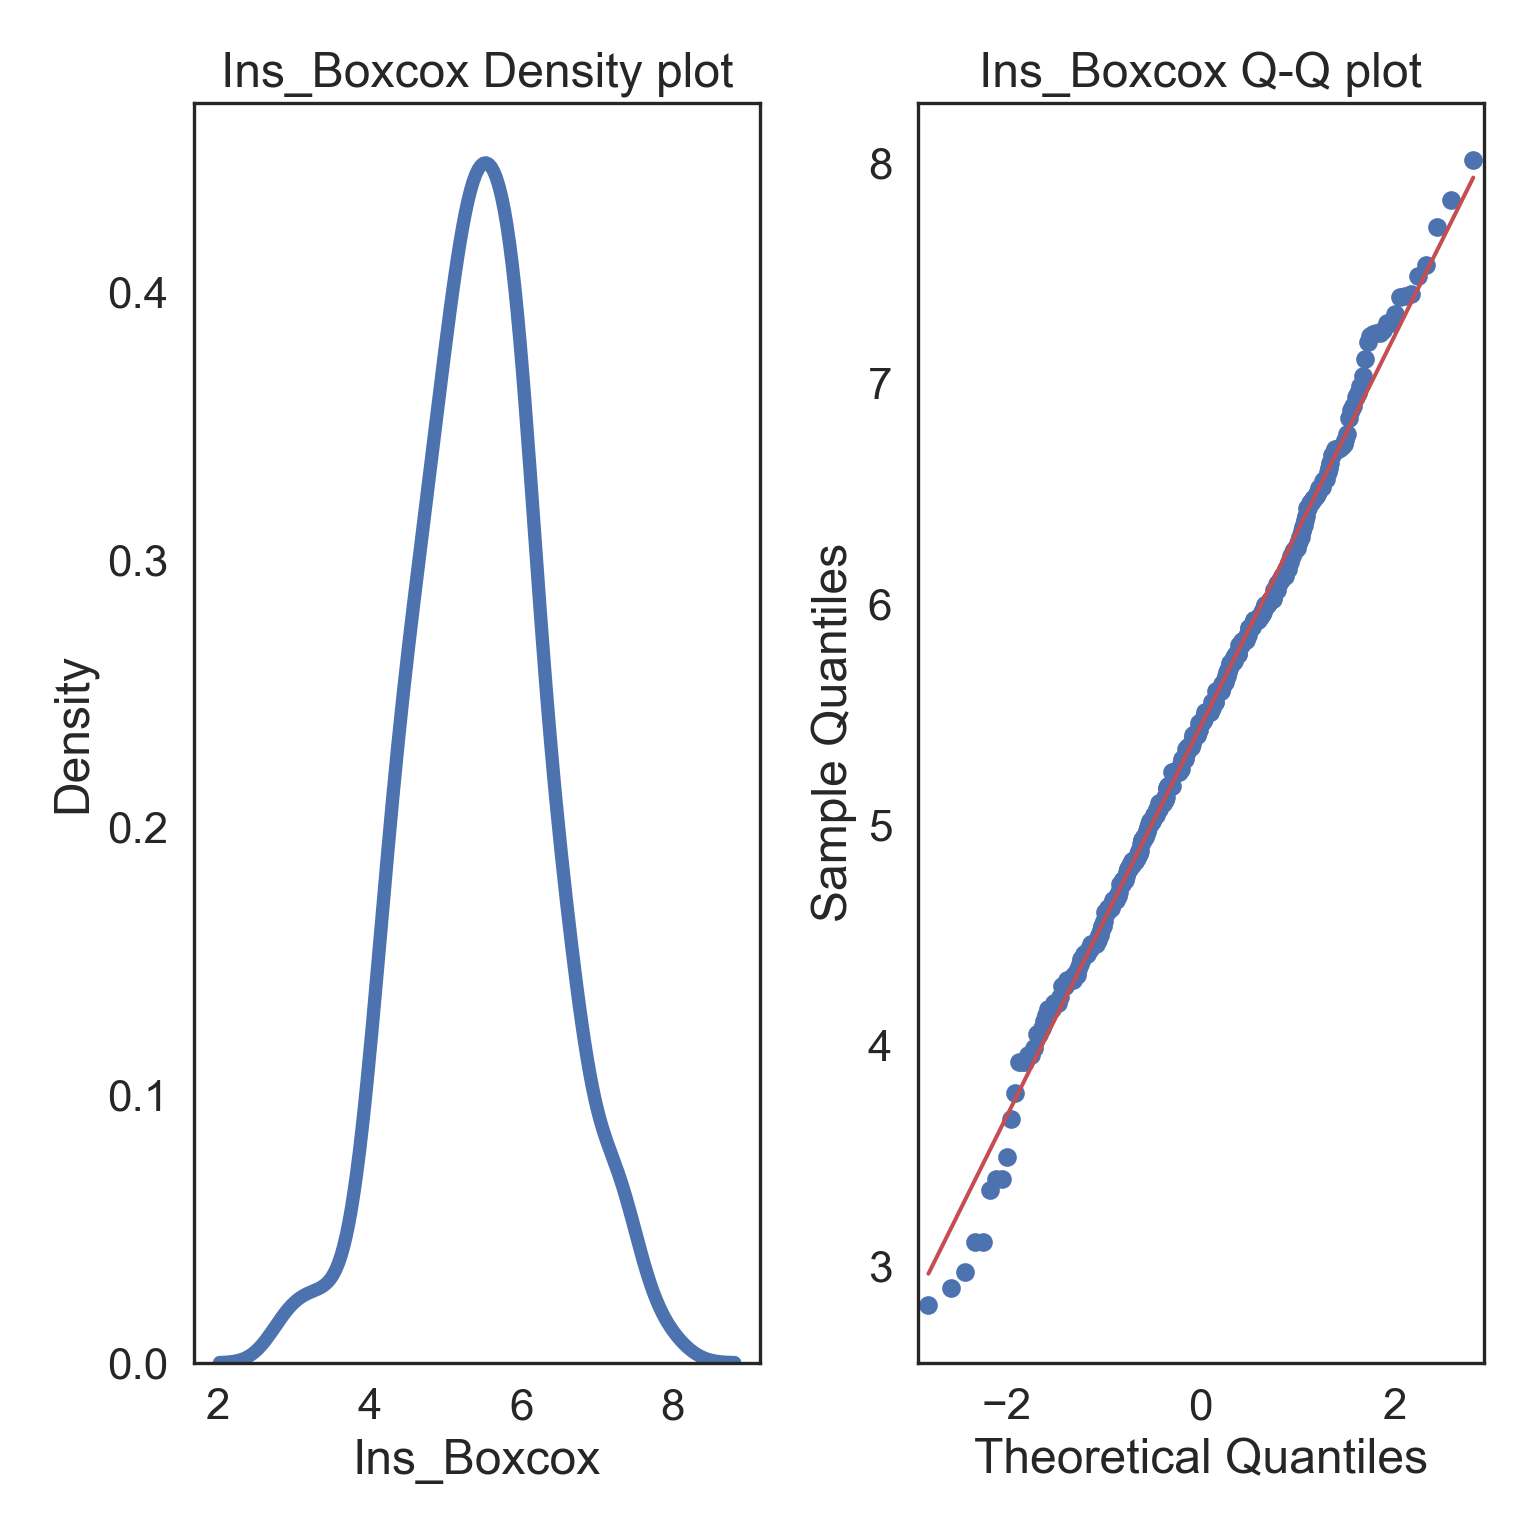 Ins_Boxcox Density plot
Density
0.4
0.3
0.2
0.1
0.0
2 4 6 8
Ins_Boxcox
Ins_Boxcox Q-Q plot
Sample Quantiles
8
7
6
5
4
3
−2 0 2
Theoretical Quantiles